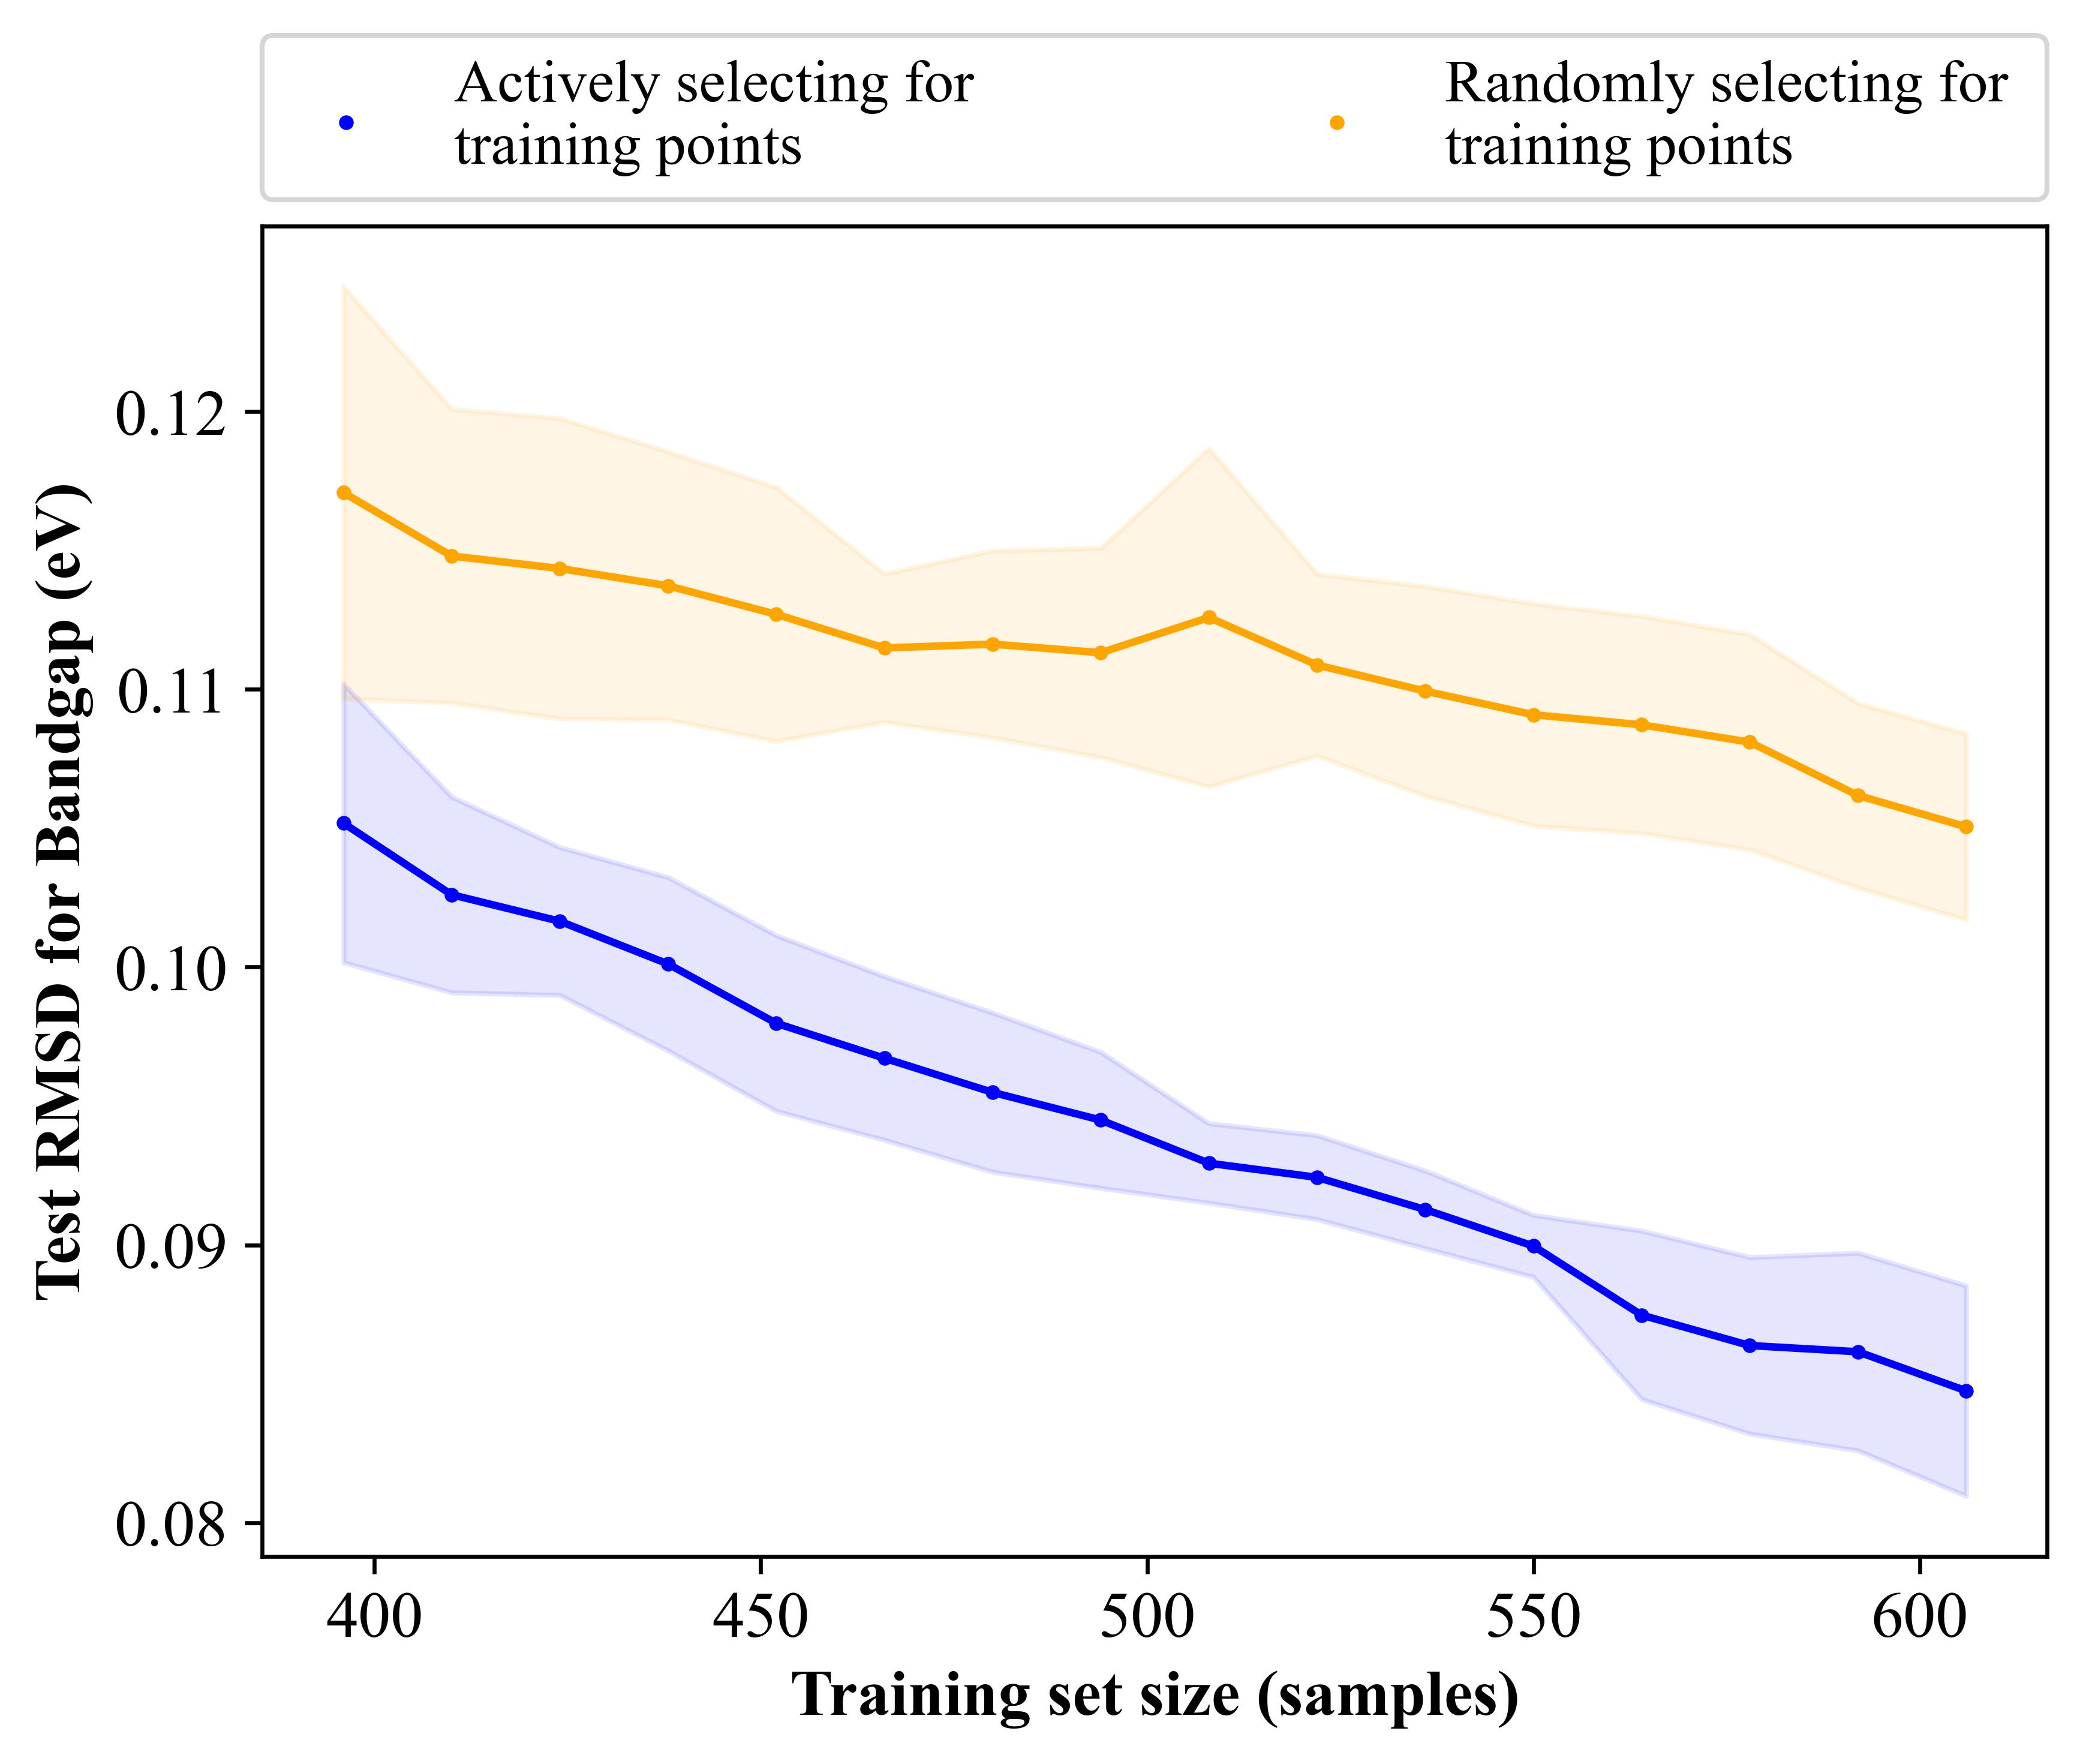 Actively selecting for
training points
Randomly selecting for
training points
Test RMSD for Bandgap (eV)
0.12
0.11
0.10
0.09
0.08
400
450
500
550
600
Training set size (samples)